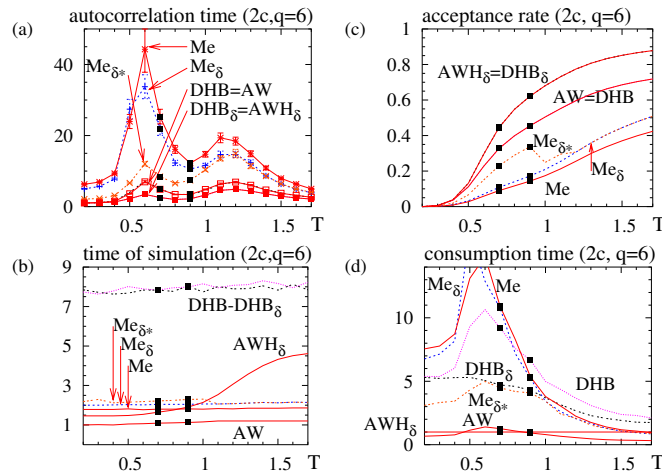 autocorrelation time (2c,q=6)
(a)
Me
Me_δ*
Me_δ
DHB=AW
DHB_δ=AWH_δ
40
20
0
0.5 1 1.5 T
acceptance rate (2c, q=6)
(c)
AWH_δ=DHB_δ
AW=DHB
Me_δ*
Me
Me_δ
1
0.8
0.6
0.4
0.2
0
0.5 1 1.5 T
time of simulation (2c,q=6)
(b)
DHB-DHB_δ
Me_δ*
Me_δ
AWH_δ
Me
AW
9
7
5
3
1
0.5 1 1.5 T
consumption time (2c, q=6)
(d)
Me_δ
Me
DHB_δ
DHB
Me_δ*
AW
AWH_δ
10
5
0
0.5 1 1.5 T